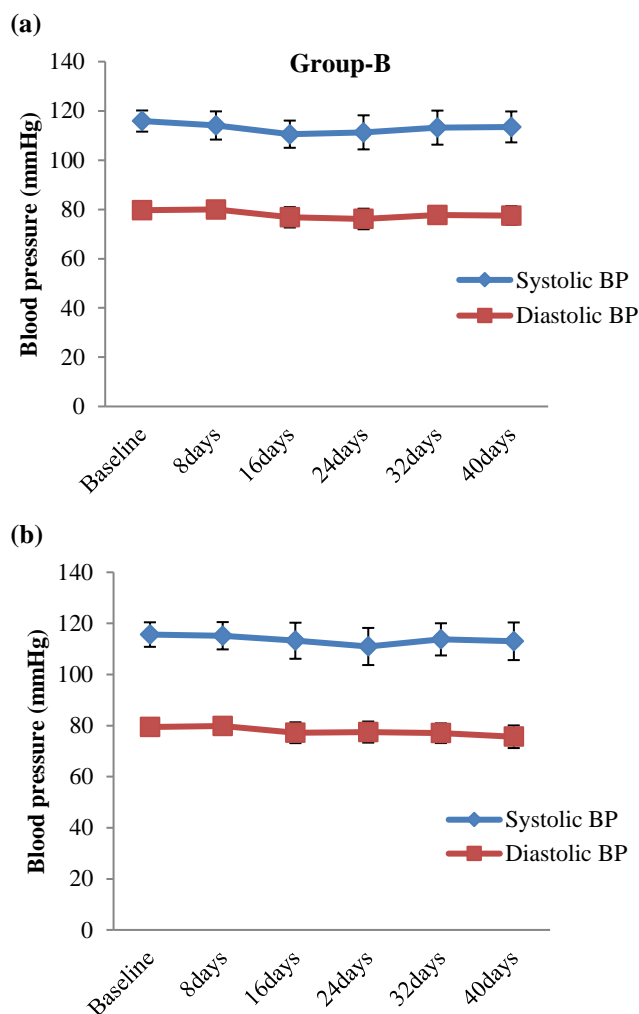 (a)
Group-B
Blood pressure (mmHg)
140
120
100
80
60
40
20
0
Systolic BP
Diastolic BP
Baseline
8days
16days
24days
32days
40days
(b)
Blood pressure (mmHg)
140
120
100
80
60
40
20
0
Systolic BP
Diastolic BP
Baseline
8days
16days
24days
32days
40days